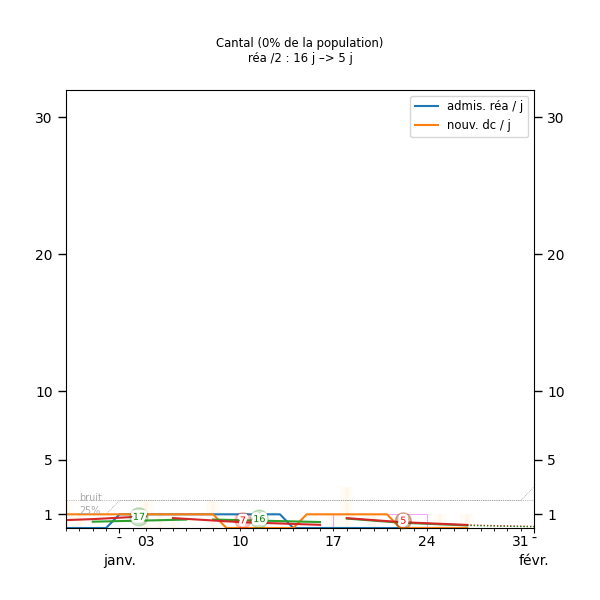 Cantal (0% de la population)
réa /2 : 16 j –> 5 j
admis. réa / j
nouv. dc / j
30 30
20 20
10 10
5 5
bruit
25%
1 1
17 7 16 5
- 03 10 17 24 31 -
janv. févr.